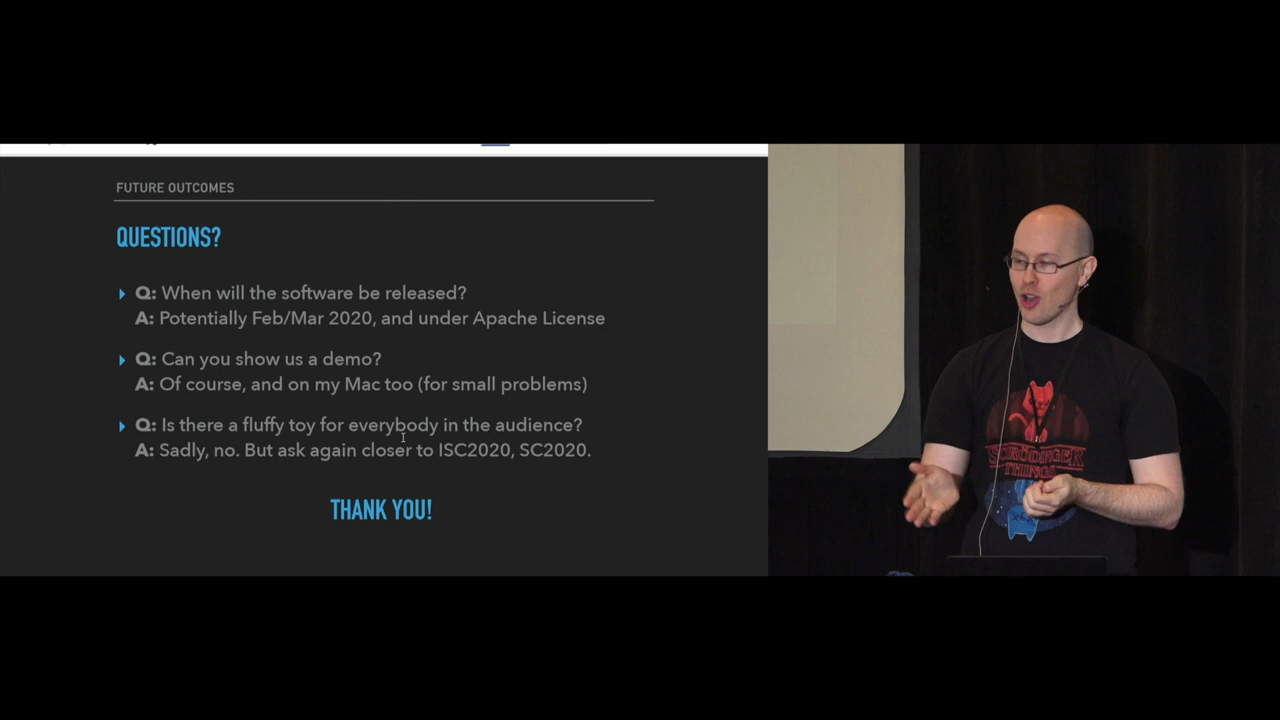 FUTURE OUTCOMES
QUESTIONS?
Q: When will the software be released?
A: Potentially Feb/Mar 2020, and under Apache License
Q: Can you show us a demo?
A: Of course, and on my Mac too (for small problems)
Q: Is there a fluffy toy for everybody in the audience?
A: Sadly, no. But ask again closer to ISC2020, SC2020.
THANK YOU!
SCHRÖDINGER
THINGS